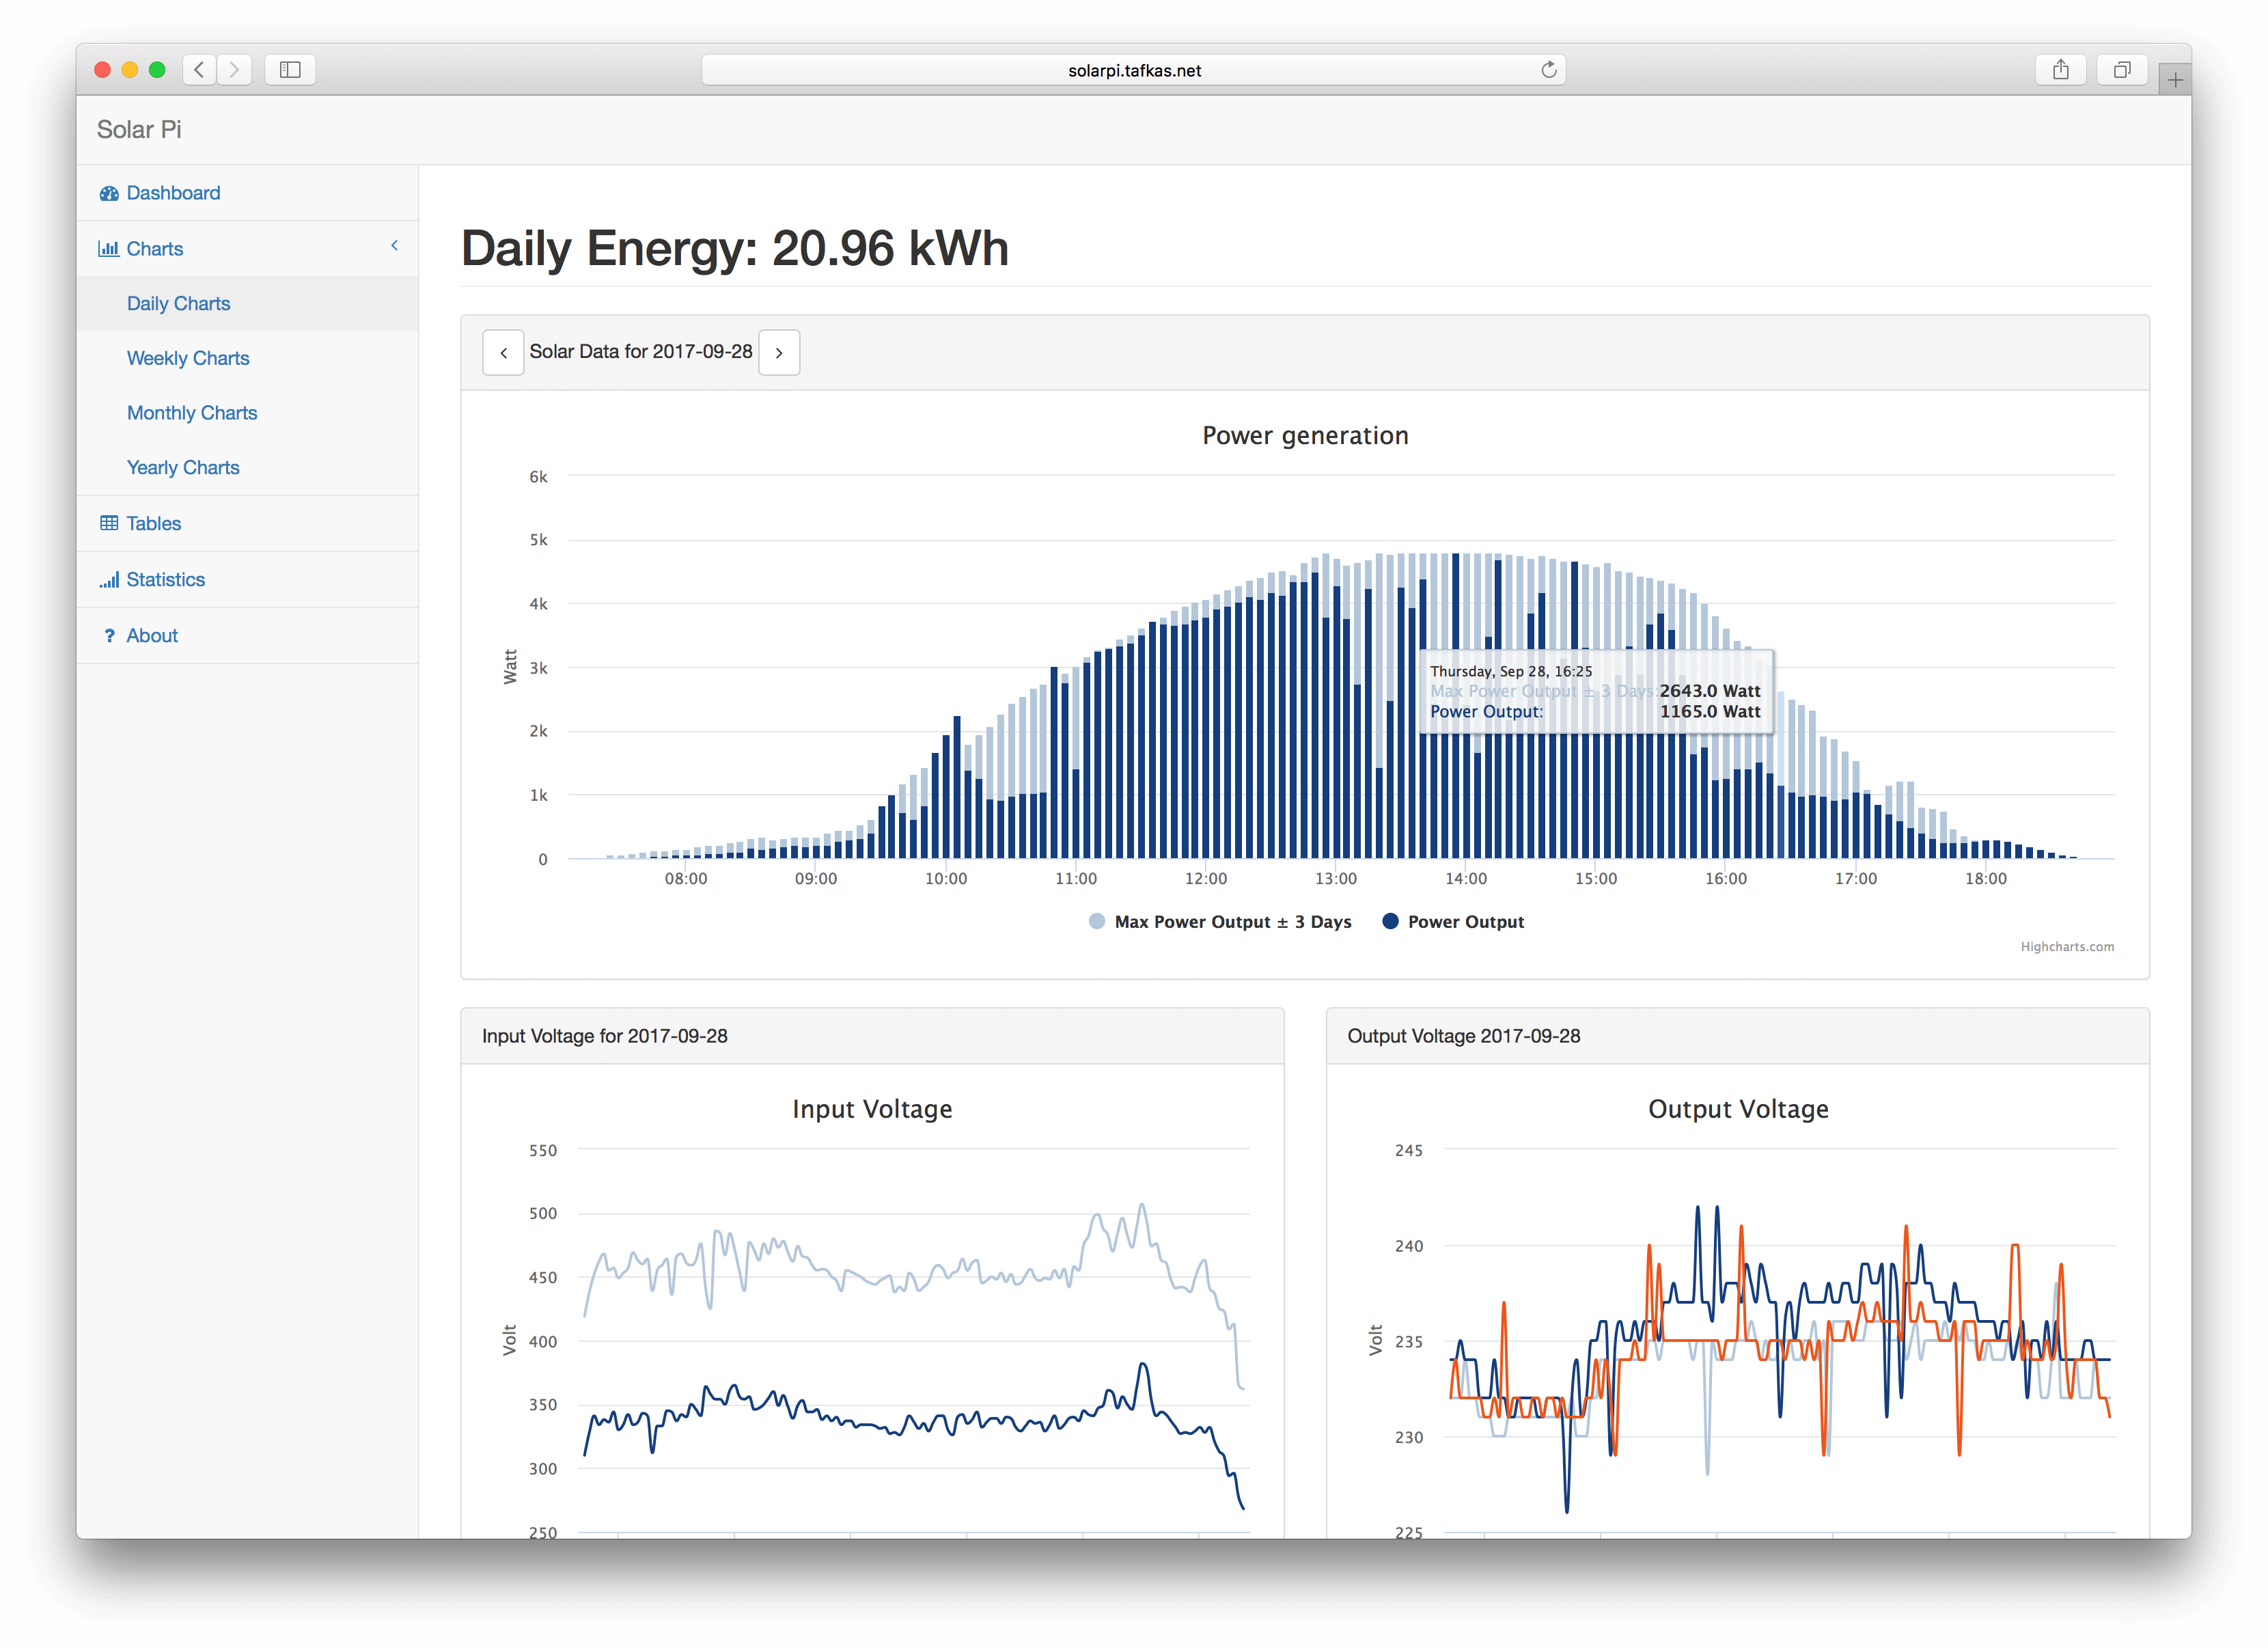 solarpi.tafkas.net
Solar Pi
Dashboard
Charts
Daily Charts
Weekly Charts
Monthly Charts
Yearly Charts
Tables
Statistics
? About
Daily Energy: 20.96 kWh
Solar Data for 2017-09-28
Power generation
6k
5k
4k
3k
2k
1k
0
Watt
Thursday, Sep 28, 16:25
Max Power Output ± 3 Days: 2643.0 Watt
Power Output: 1165.0 Watt
08:00 09:00 10:00 11:00 12:00 13:00 14:00 15:00 16:00 17:00 18:00
Max Power Output ± 3 Days Power Output
Highcharts.com
Input Voltage for 2017-09-28
Input Voltage
550
500
450
400
350
300
250
Volt
Output Voltage 2017-09-28
Output Voltage
245
240
235
230
225
Volt